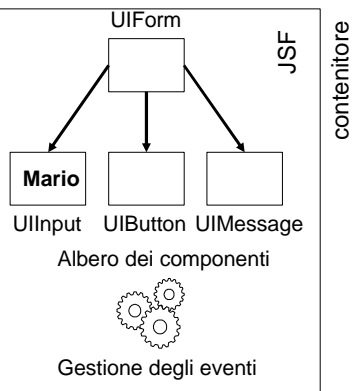 UIForm
JSF
contenitore
Mario
UIInput UIButton UIMessage
Albero dei componenti
Gestione degli eventi